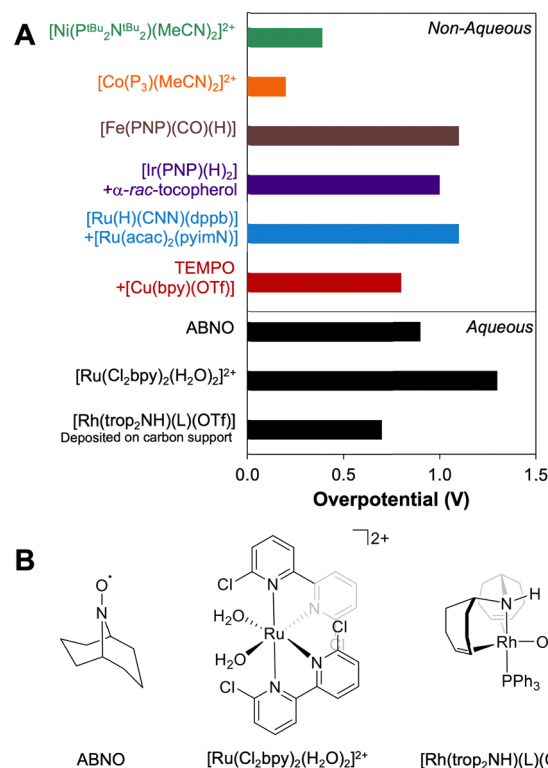 A
Non-Aqueous
[Ni(Pᵗᴮᵘ₂Nᵗᴮᵘ₂)(MeCN)₂]²⁺
[Co(P₃)(MeCN)₂]²⁺
[Fe(PNP)(CO)(H)]
[Ir(PNP)(H)₂]
+α-rac-tocopherol
[Ru(H)(CNN)(dppb)]
+[Ru(acac)₂(pyimN)]
TEMPO
+[Cu(bpy)(OTf)]
ABNO
Aqueous
[Ru(Cl₂bpy)₂(H₂O)₂]²⁺
[Rh(trop₂NH)(L)(OTf)]
Deposited on carbon support
0.0 0.5 1.0 1.5
Overpotential (V)
B
2+
O•
N
Cl
N
N
H₂O
H₂O
Ru
Cl
Cl
N
Cl
N
N
H
Rh
O
PPh₃
ABNO
[Ru(Cl₂bpy)₂(H₂O)₂]²⁺
[Rh(trop₂NH)(L)(